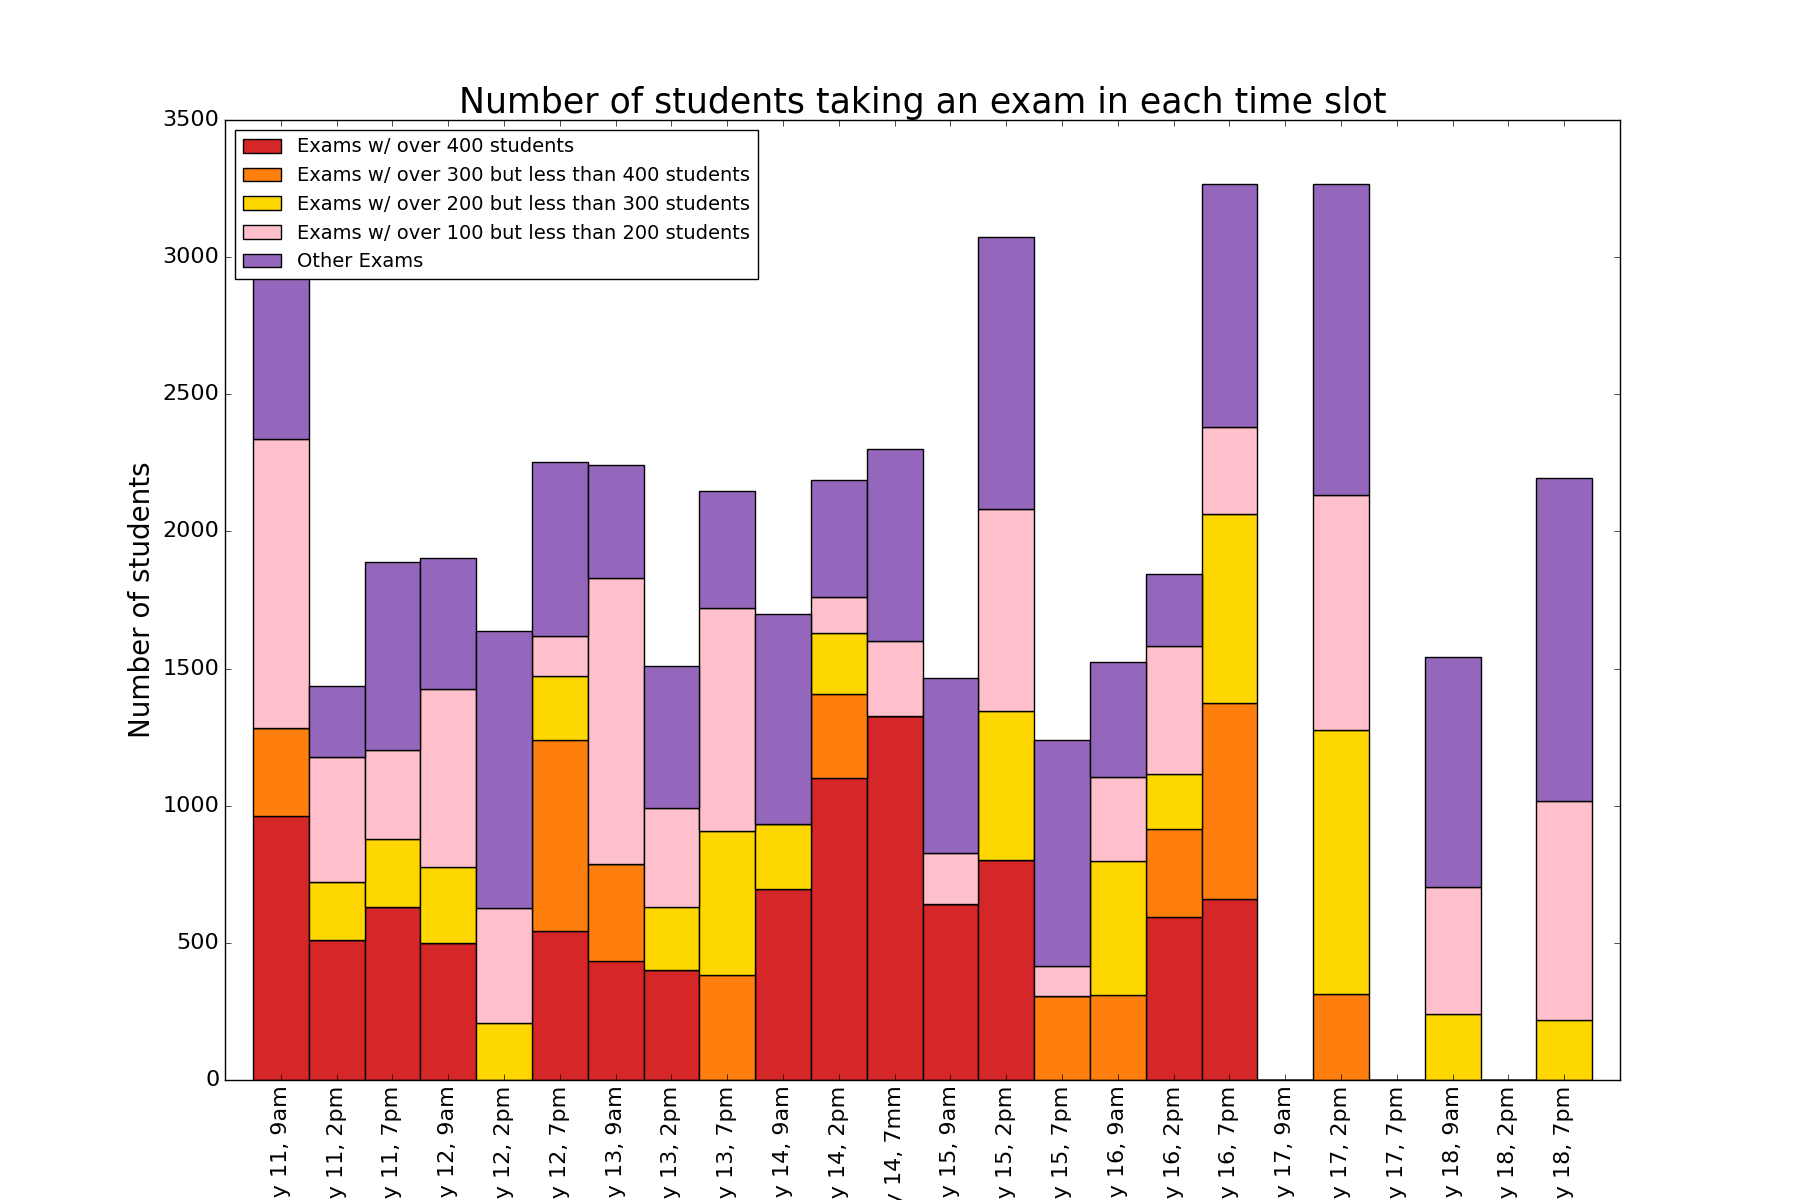 Number of students taking an exam in each time slot
Exams w/ over 400 students
Exams w/ over 300 but less than 400 students
Exams w/ over 200 but less than 300 students
Exams w/ over 100 but less than 200 students
Other Exams
Number of students
3500
3000
2500
2000
1500
1000
500
0
y 11, 9am
y 11, 2pm
y 11, 7pm
y 12, 9am
y 12, 2pm
y 12, 7pm
y 13, 9am
y 13, 2pm
y 13, 7pm
y 14, 9am
y 14, 2pm
y 14, 7mm
y 15, 9am
y 15, 2pm
y 15, 7pm
y 16, 9am
y 16, 2pm
y 16, 7pm
y 17, 9am
y 17, 2pm
y 17, 7pm
y 18, 9am
y 18, 2pm
y 18, 7pm